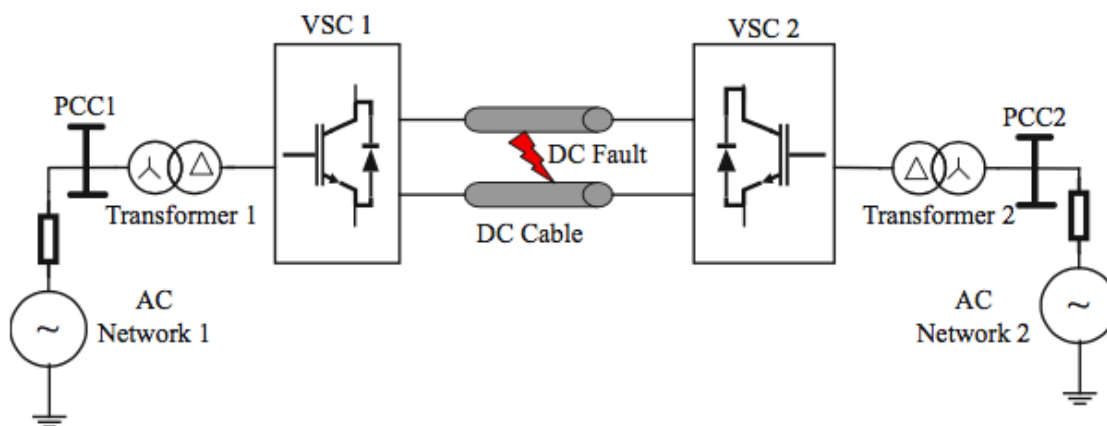 VSC 1
VSC 2
PCC1
PCC2
DC Fault
Transformer 1
Transformer 2
DC Cable
AC
Network 1
~
AC
Network 2
~